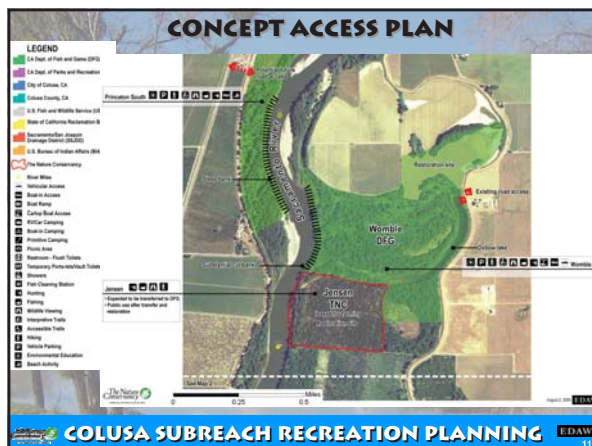 CONCEPT ACCESS PLAN
LEGEND
CA Dept. of Fish and Game (DFG)
CA Dept. of Parks and Recreation
City of Colusa, CA
Colusa County, CA
U.S. Fish and Wildlife Service (US
State of California Reclamation B
Sacramento/San Joaquin
Drainage District (SSJDD)
U.S. Bureau of Indian Affairs (BIA
The Nature Conservancy
River Miles
Vehicular Access
Boat-in Access
Boat Ramp
Cartop Boat Access
RV/Car Camping
Boat-in Camping
Primitive Camping
Picnic Area
Restroom - Flush Toilets
Temporary Porta-lets/Vault Toilets
Showers
Fish Cleaning Station
Hunting
Fishing
Wildlife Viewing
Interpretive Trails
Accessible Trails
Hiking
Vehicle Parking
Environmental Education
Beach Activity
Princeton South
Sacramento River
Restoration site
Existing road access
Womble
DFG
Oxbow lake
Womble
Jensen
• Expected to be transferred to DFG
• Public use after transfer and
restoration
Jensen
TNC
See Map 2
The Nature
Conservancy
Miles
0
0.25
0.5
EDAW
COLUSA SUBREACH RECREATION PLANNING
EDAW
11